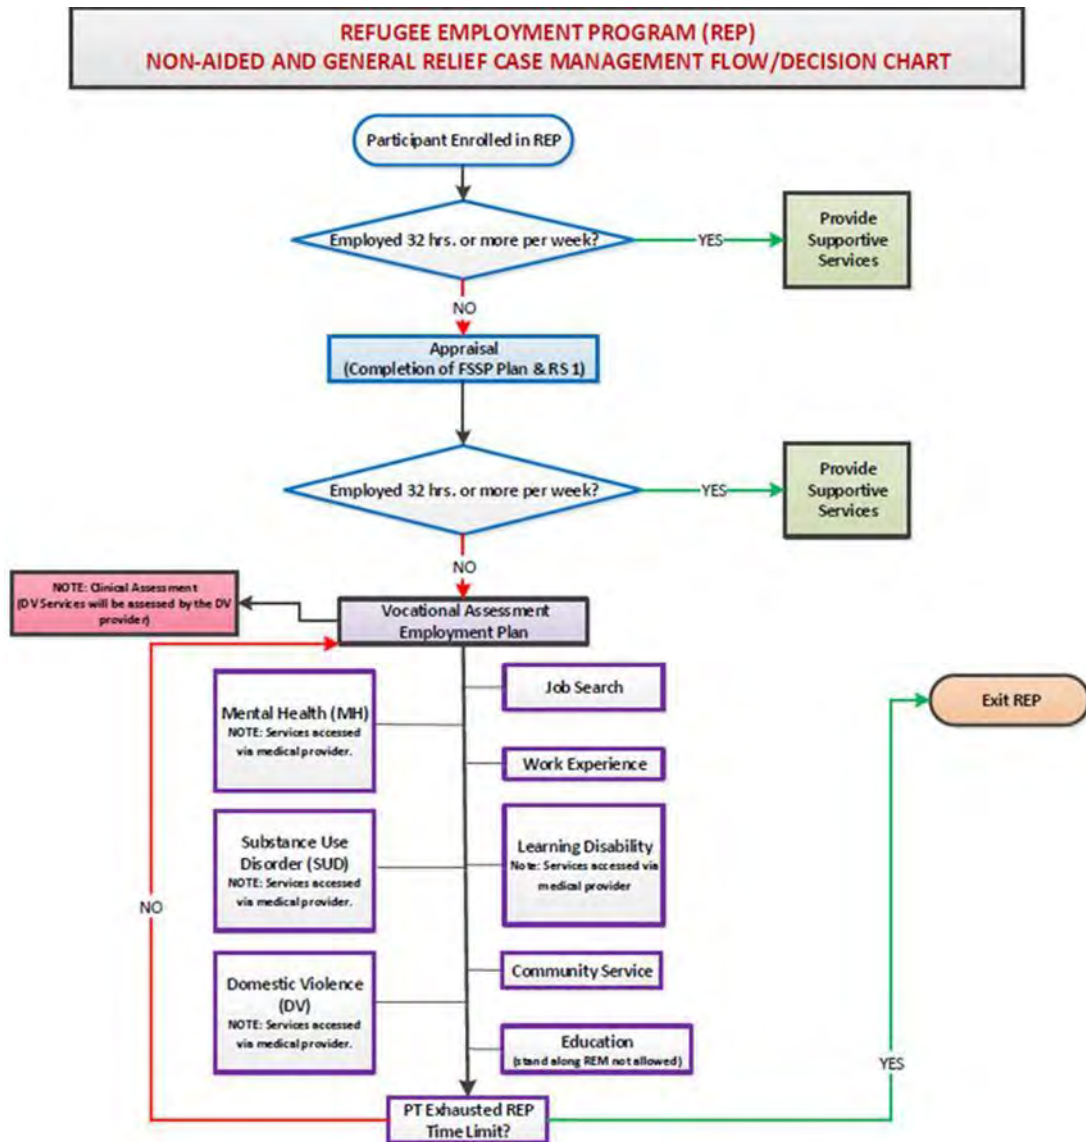 REFUGEE EMPLOYMENT PROGRAM (REP)
NON-AIDED AND GENERAL RELIEF CASE MANAGEMENT FLOW/DECISION CHART
Participant Enrolled in REP
Employed 32 hrs. or more per week?
YES
Provide
Supportive
Services
NO
Appraisal
(Completion of FSSP Plan & RS 1)
Employed 32 hrs. or more per week?
YES
Provide
Supportive
Services
NO
NOTE: Clinical Assessment
(DV Services will be assessed by the DV
provider)
Vocational Assessment
Employment Plan
Mental Health (MH)
NOTE: Services accessed
via medical provider.
Job Search
Exit REP
Work Experience
Substance Use
Disorder (SUD)
NOTE: Services accessed
via medical provider.
Learning Disability
Note: Services accessed via
medical provider
NO
Domestic Violence
(DV)
NOTE: Services accessed
via medical provider.
Community Service
Education
(stand along REM not allowed)
YES
PT Exhausted REP
Time Limit?